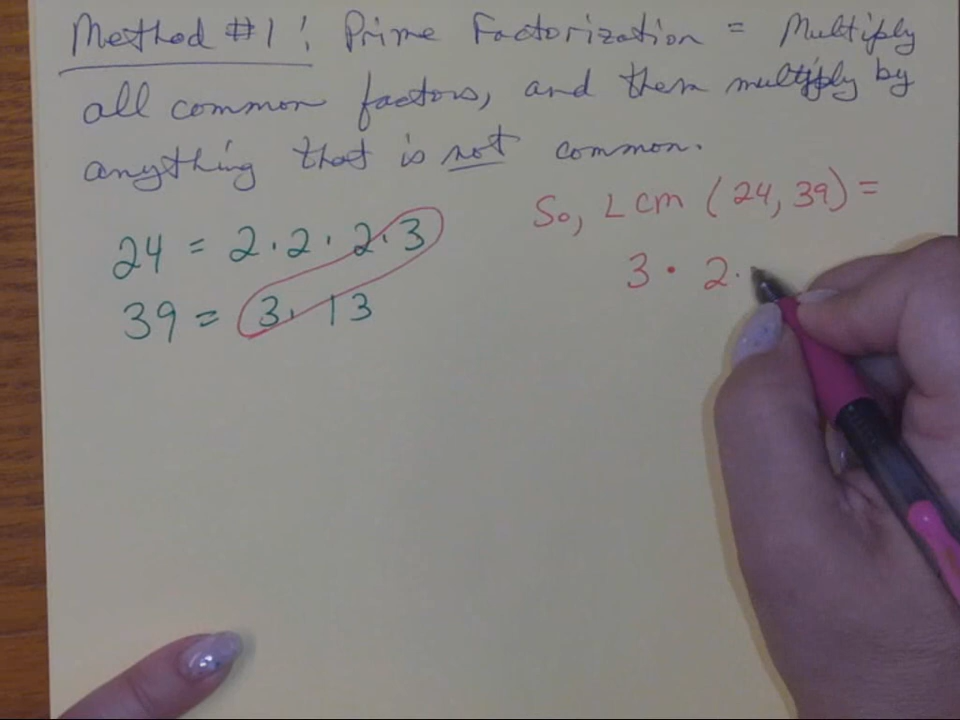 Method #1: Prime Factorization = Multiply
all common factors, and then multiply by
anything that is not common.
So, LCM (24, 39) =
24 = 2·2·2·3
3 · 2·
39 = 3·13